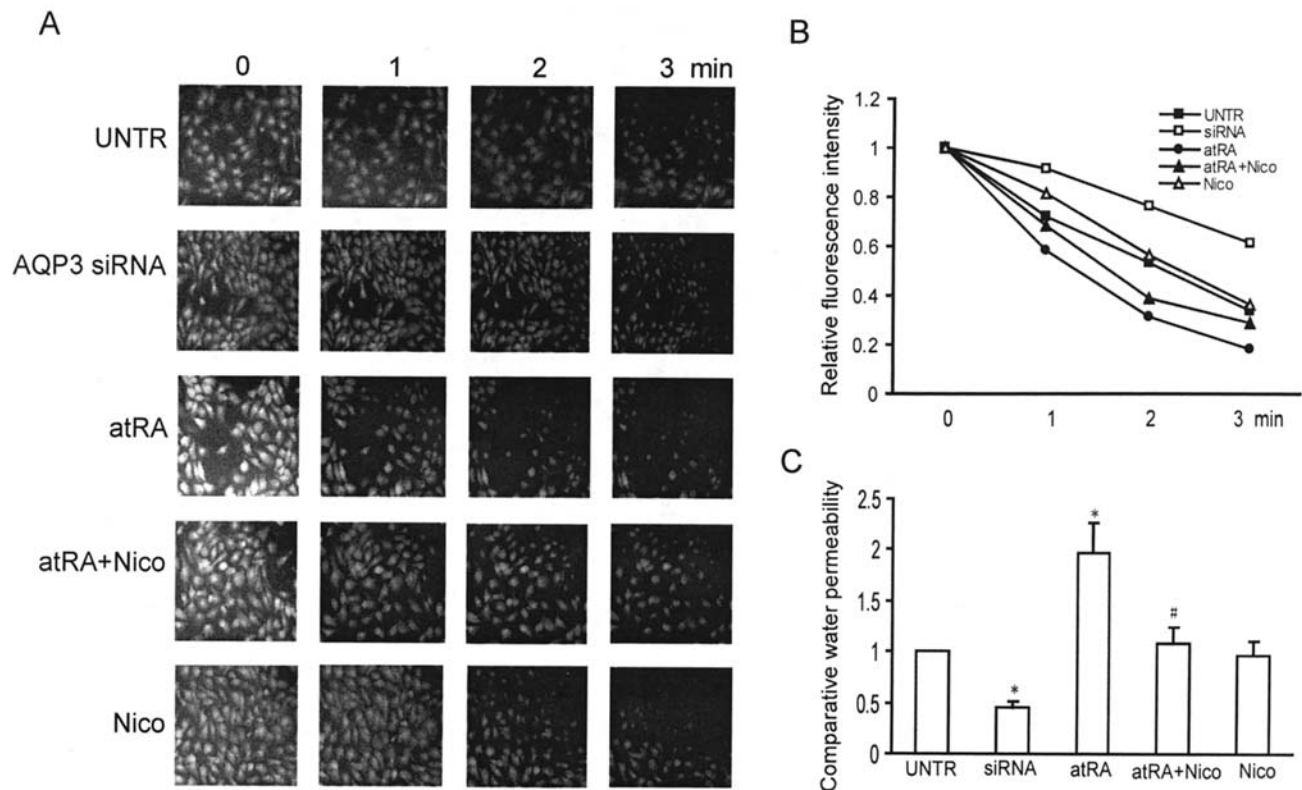 A
0 1 2 3 min
UNTR
AQP3 siRNA
atRA
atRA+Nico
Nico
B
1.2
1
0.8
0.6
0.4
0.2
0
Relative fluorescence intensity
UNTR
siRNA
atRA
atRA+Nico
Nico
0 1 2 3 min
C
2.5
2
1.5
1
0.5
0
Comparative water permeability
*
*
#
UNTR siRNA atRA atRA+Nico Nico